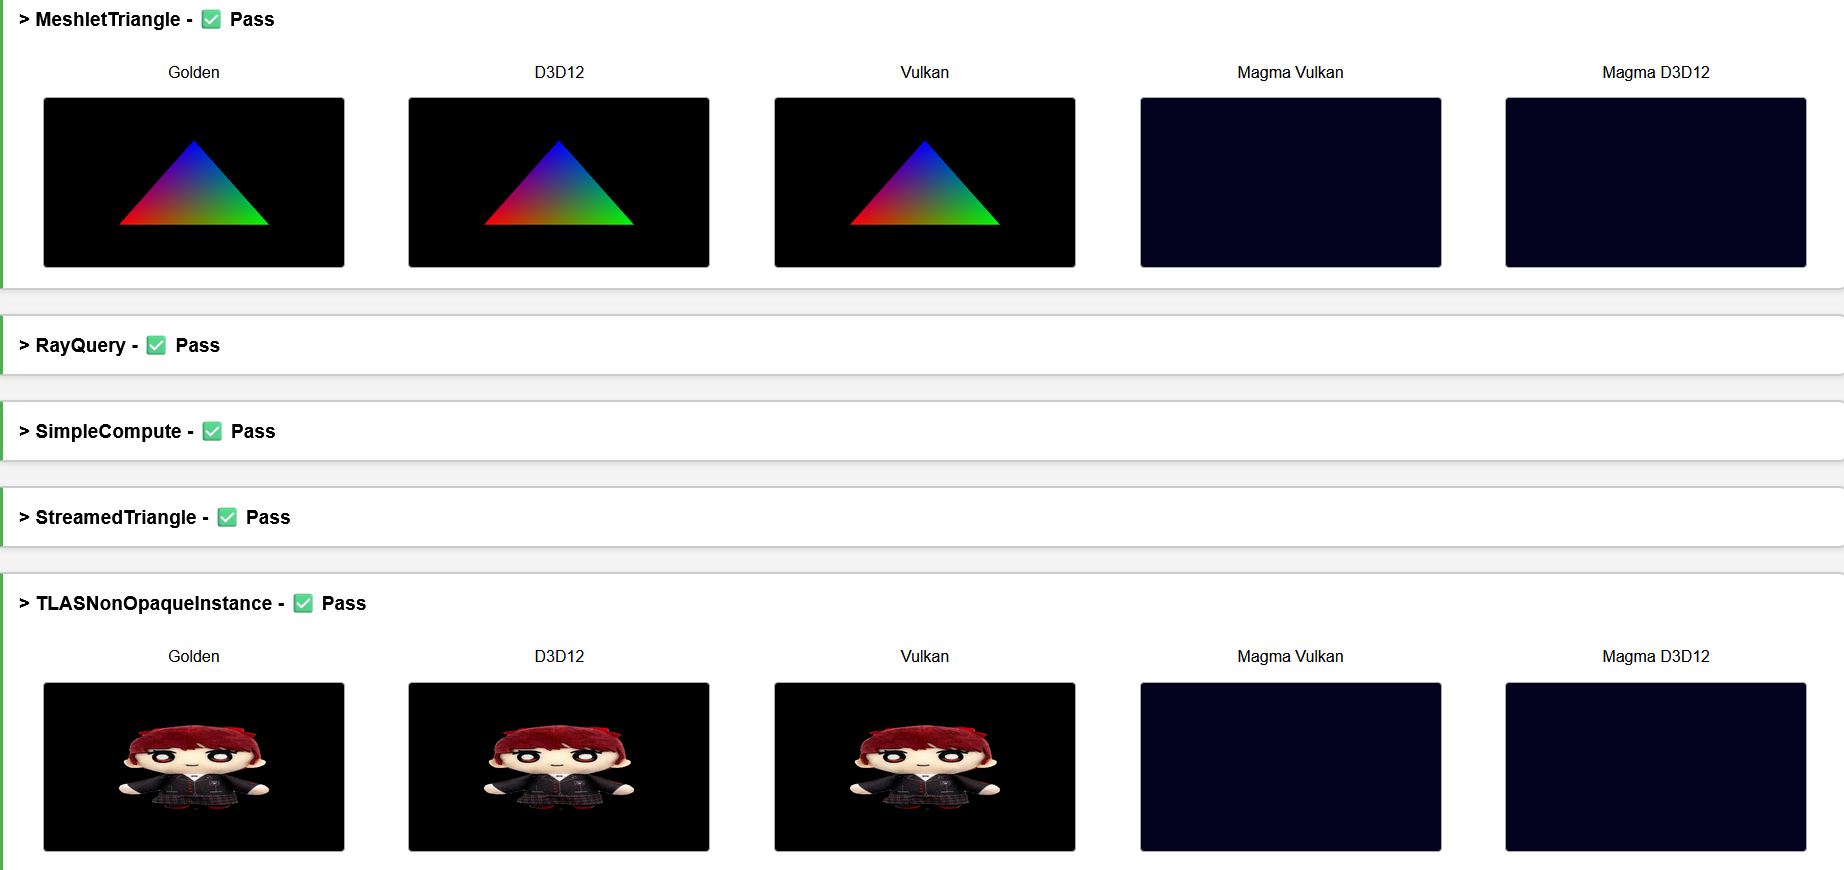 > MeshletTriangle - ✅ Pass
Golden D3D12 Vulkan Magma Vulkan Magma D3D12
> RayQuery - ✅ Pass
> SimpleCompute - ✅ Pass
> StreamedTriangle - ✅ Pass
> TLASNonOpaqueInstance - ✅ Pass
Golden D3D12 Vulkan Magma Vulkan Magma D3D12